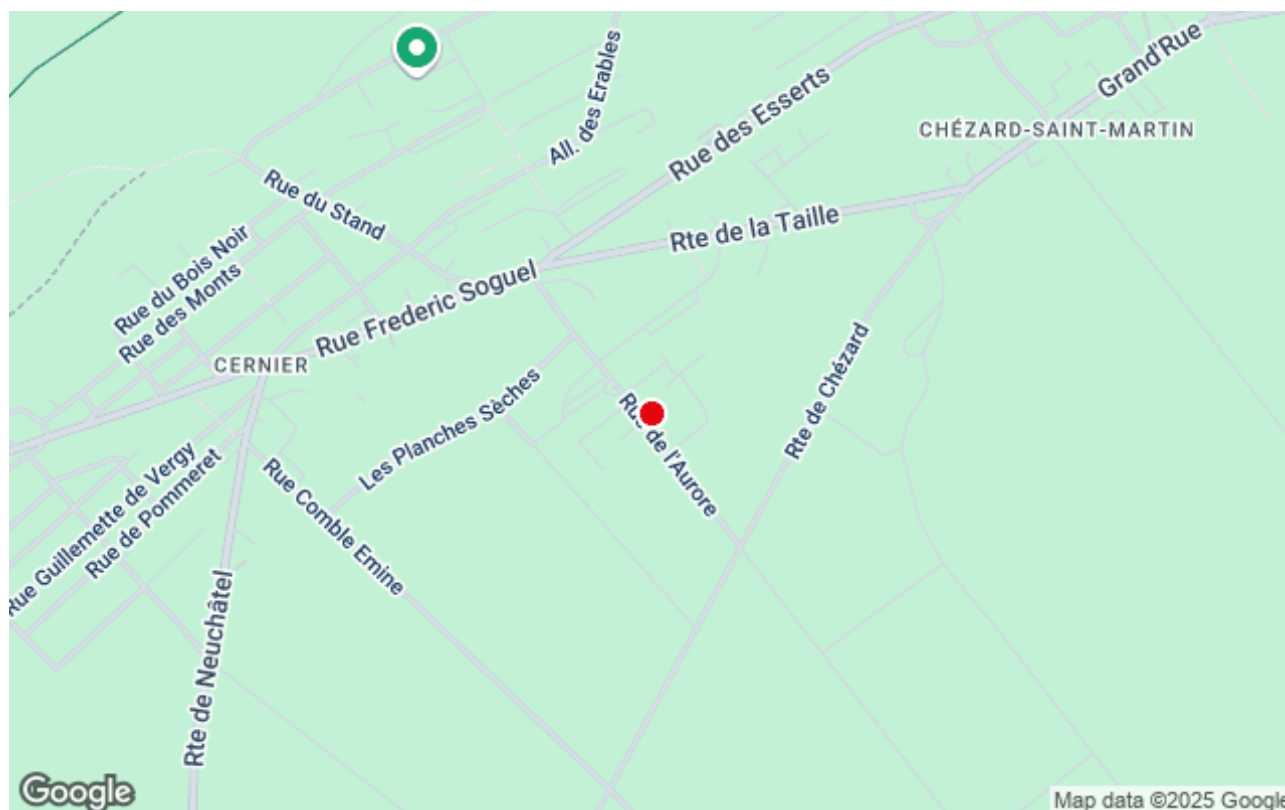 All. des Erables
Rue des Esserts
Grand'Rue
CHÉZARD-SAINT-MARTIN
Rue du Stand
Rte de la Taille
Rue du Bois Noir
Rue des Monts
Rue Frederic Soguel
CERNIER
Rte de Chézard
Les Planches Sèches
Rue de l'Aurore
Rue Guillemette de Vergy
Rue de Pommeret
Rue Comble Emine
Rte de Neuchâtel
Google
Map data ©2025 Google